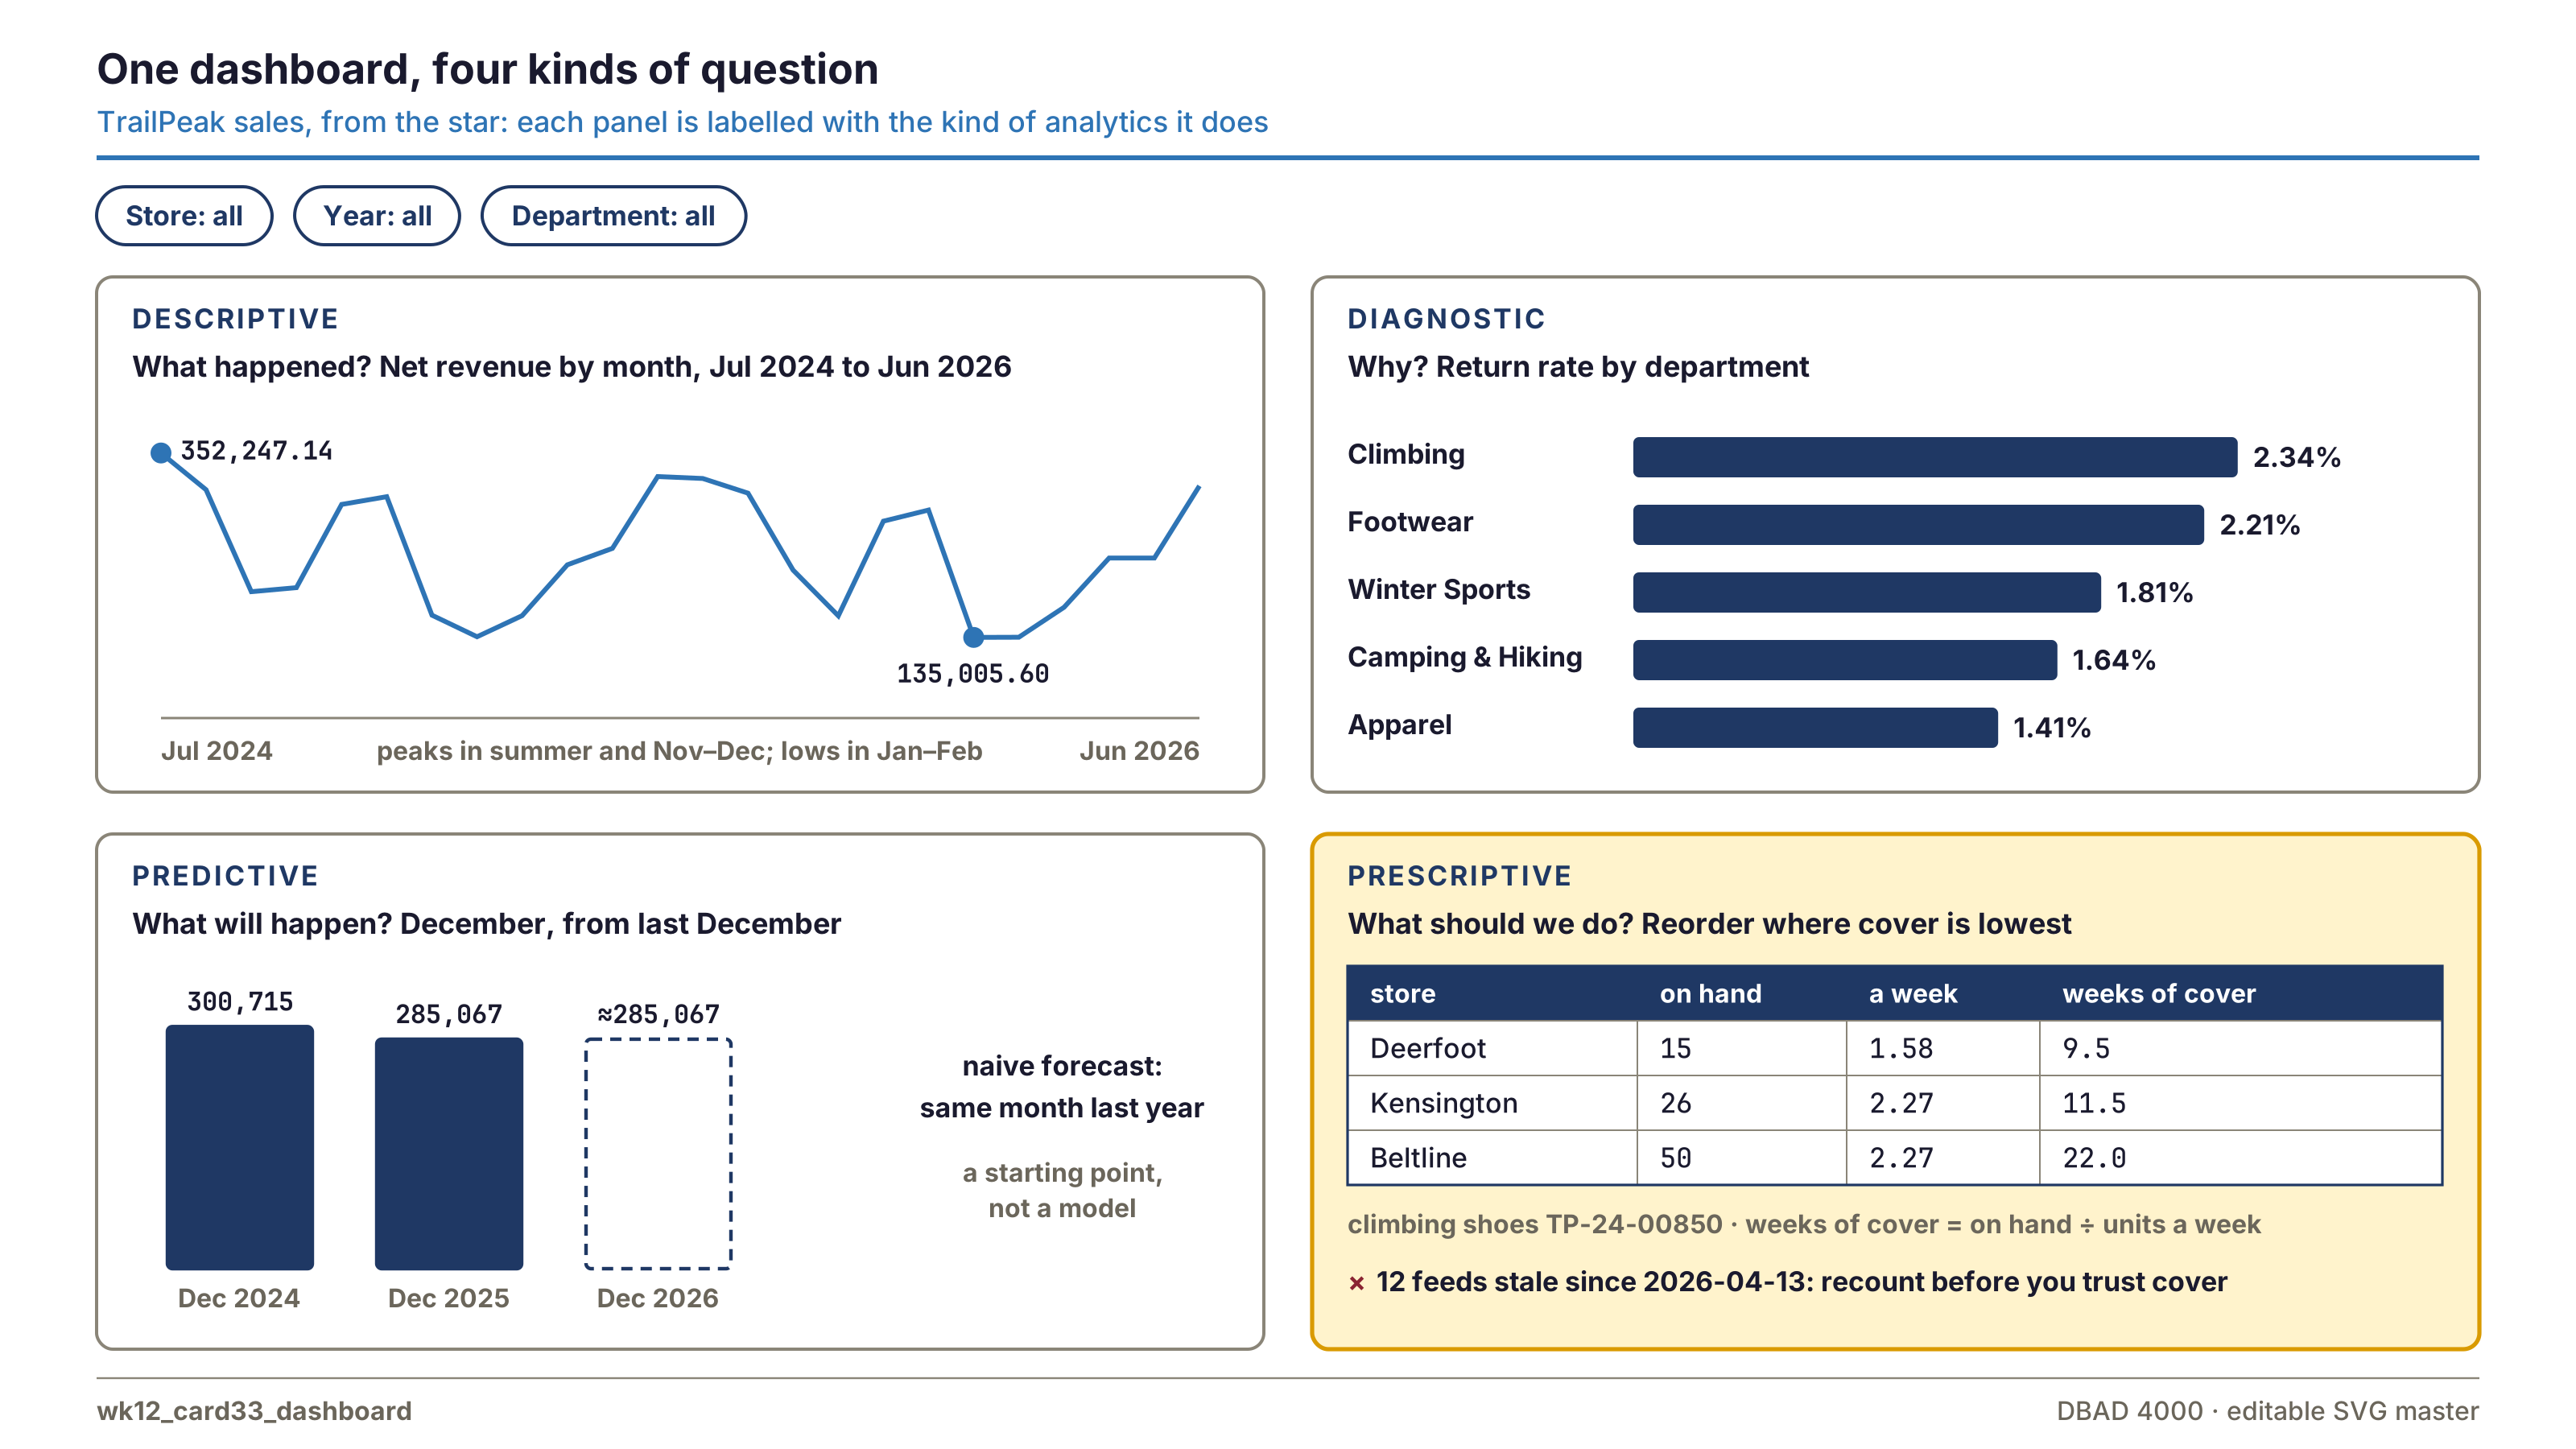 One dashboard, four kinds of question
TrailPeak sales, from the star: each panel is labelled with the kind of analytics it does
Store: all
Year: all
Department: all
DESCRIPTIVE
What happened? Net revenue by month, Jul 2024 to Jun 2026
352,247.14
135,005.60
Jul 2024
peaks in summer and Nov–Dec; lows in Jan–Feb
Jun 2026
DIAGNOSTIC
Why? Return rate by department
Climbing 2.34%
Footwear 2.21%
Winter Sports 1.81%
Camping & Hiking 1.64%
Apparel 1.41%
PREDICTIVE
What will happen? December, from last December
300,715
285,067
≈285,067
Dec 2024
Dec 2025
Dec 2026
naive forecast:
same month last year
a starting point,
not a model
PRESCRIPTIVE
What should we do? Reorder where cover is lowest
store on hand a week weeks of cover
Deerfoot 15 1.58 9.5
Kensington 26 2.27 11.5
Beltline 50 2.27 22.0
climbing shoes TP-24-00850 · weeks of cover = on hand ÷ units a week
× 12 feeds stale since 2026-04-13: recount before you trust cover
wk12_card33_dashboard
DBAD 4000 · editable SVG master